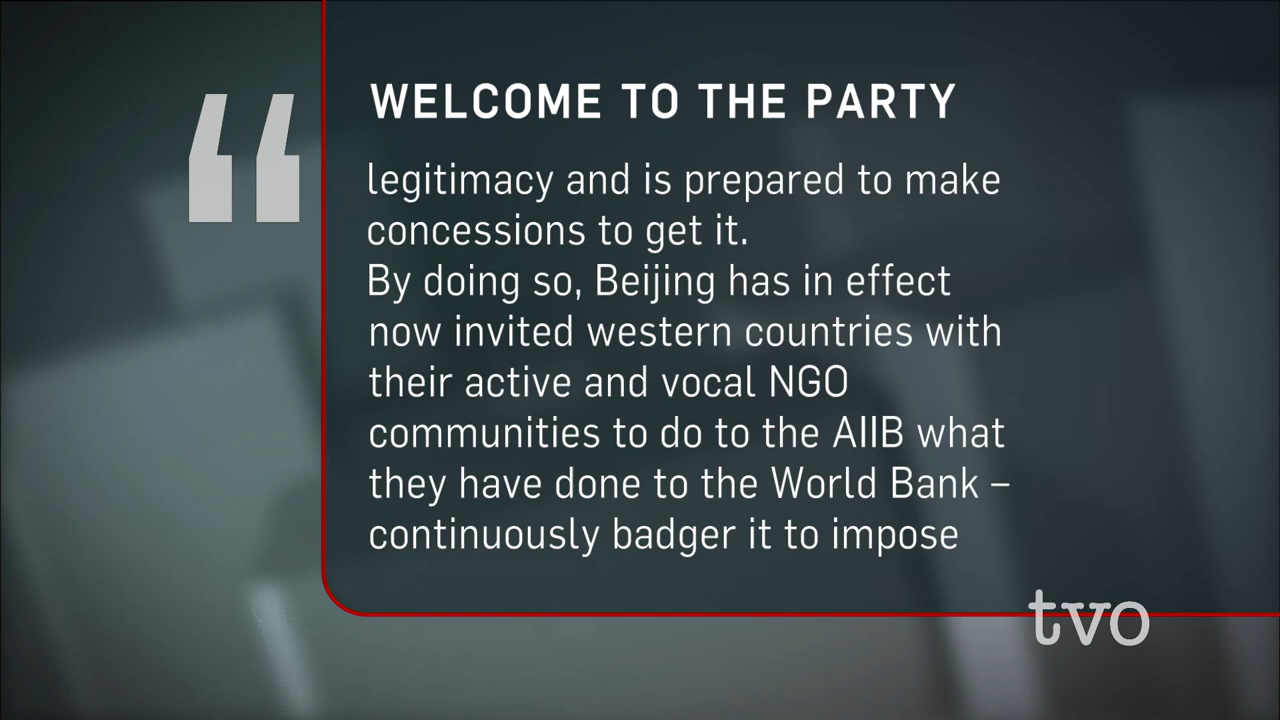 “
WELCOME TO THE PARTY
legitimacy and is prepared to make
concessions to get it.
By doing so, Beijing has in effect
now invited western countries with
their active and vocal NGO
communities to do to the AIIB what
they have done to the World Bank –
continuously badger it to impose
tvo